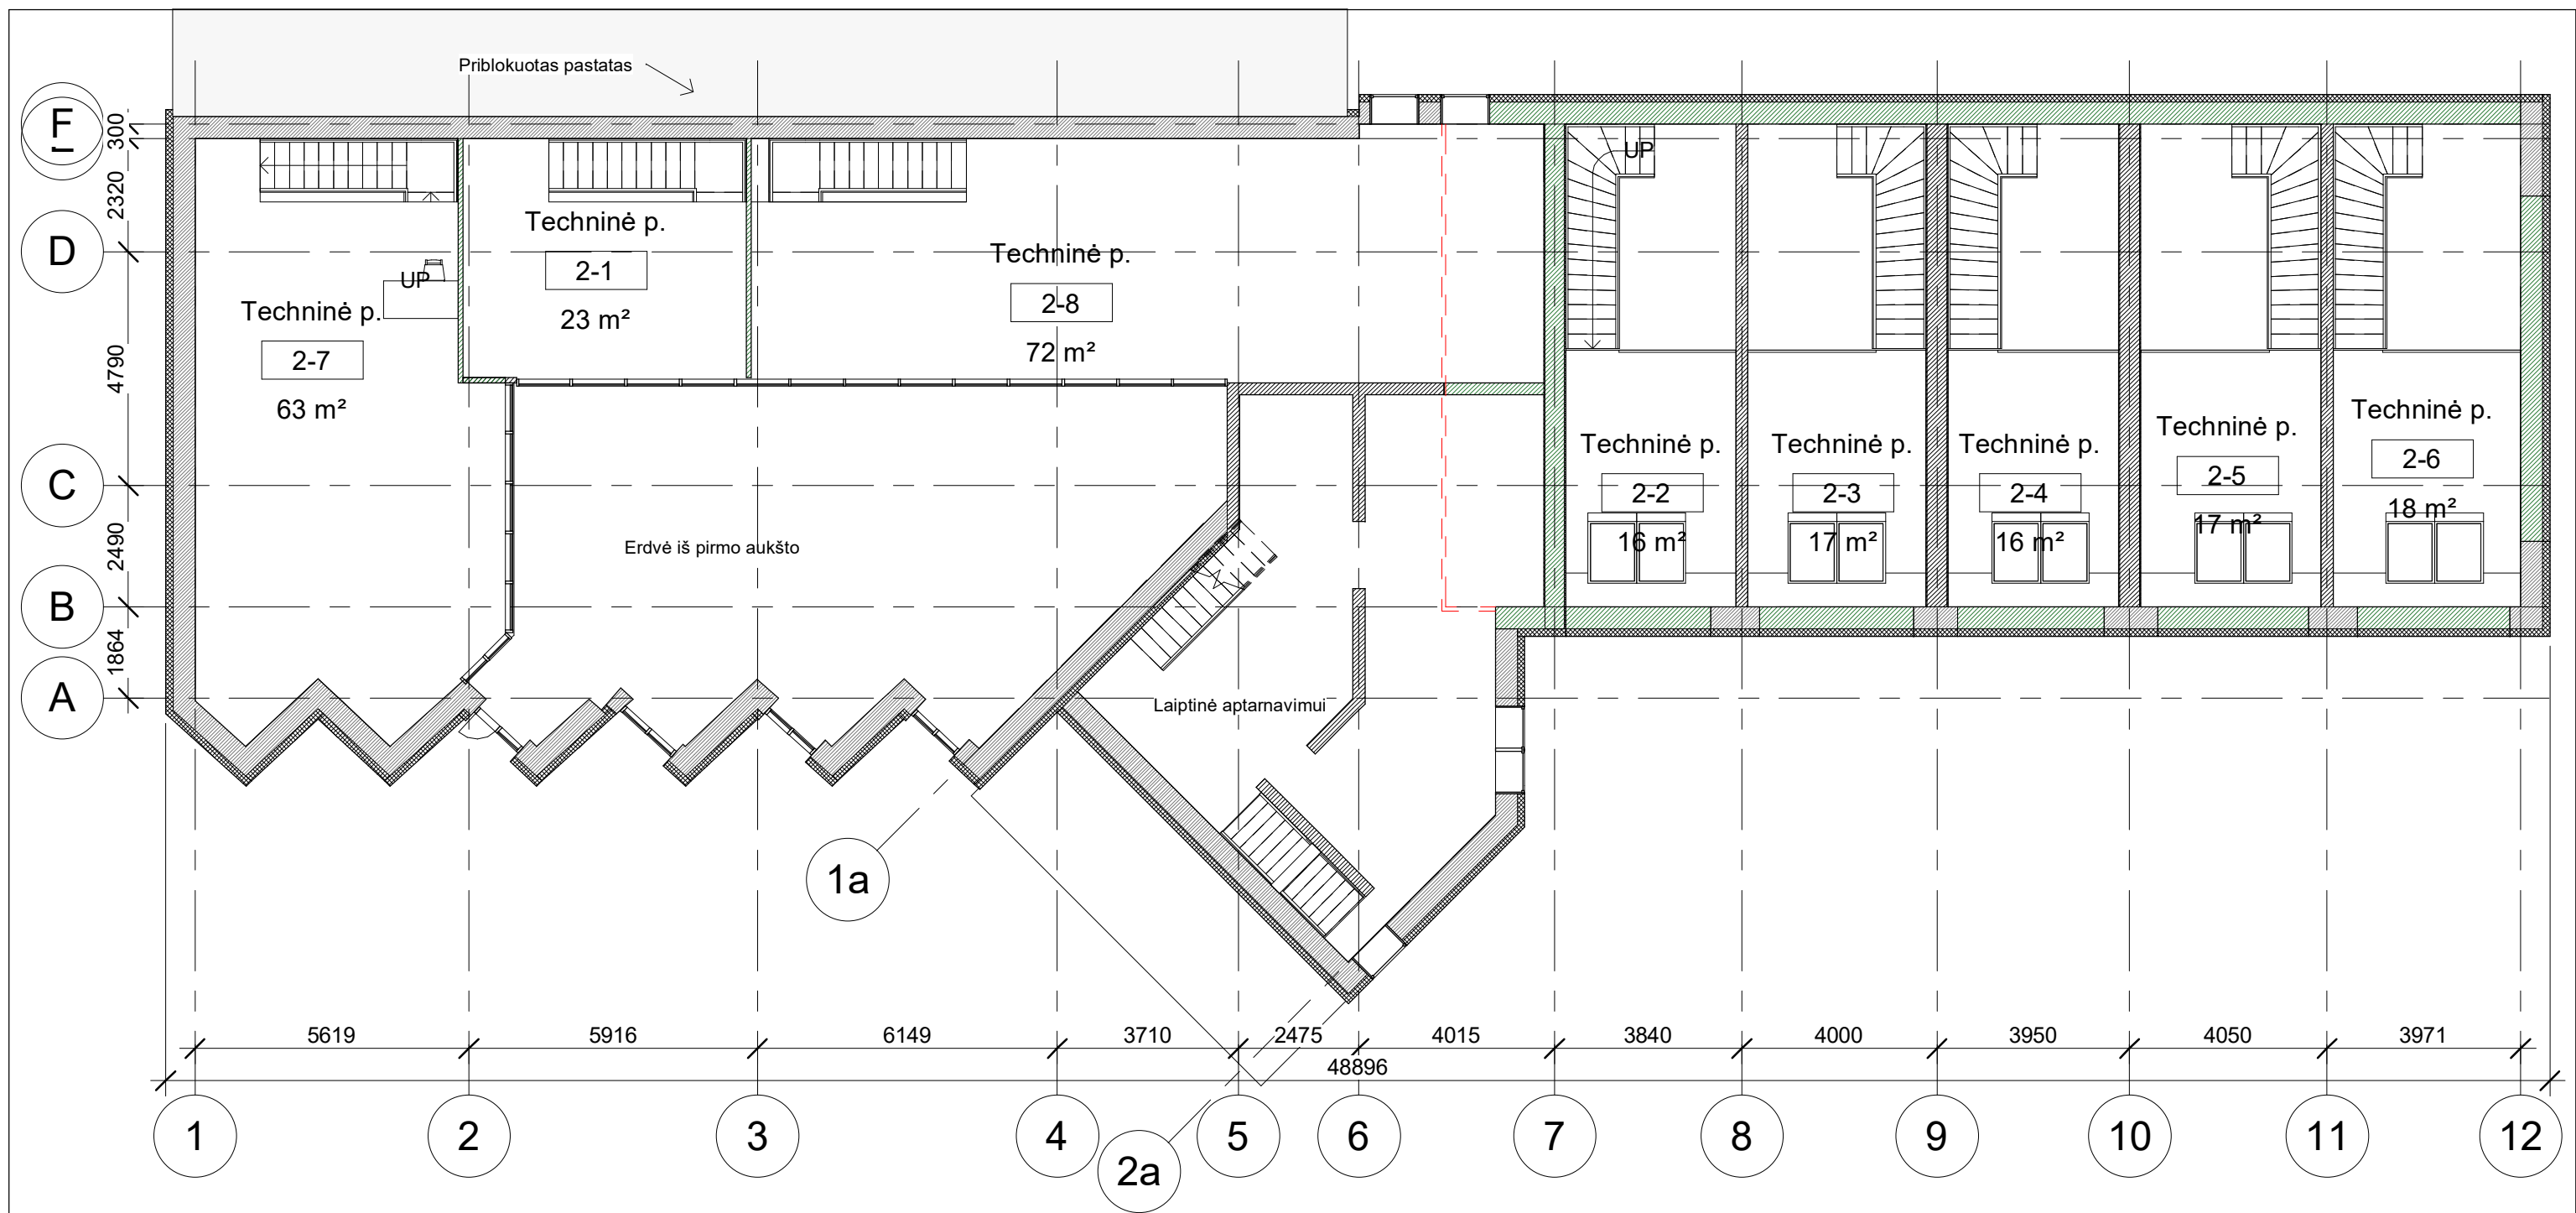 Priblokuotas pastatas
F
300
2320
D
4790
C
2490
B
1864
A
UP
Techninė p.
2-7
63 m²
Techninė p.
2-1
23 m²
Techninė p.
2-8
72 m²
UP
Techninė p.
2-2
16 m²
Techninė p.
2-3
17 m²
Techninė p.
2-4
16 m²
Techninė p.
2-5
17 m²
Techninė p.
2-6
18 m²
Erdvė iš pirmo aukšto
Laiptinė aptarnavimui
1a
5619 5916 6149 3710 2475 4015 3840 4000 3950 4050 3971
48896
1 2 3 4 5 6 7 8 9 10 11 12
2a